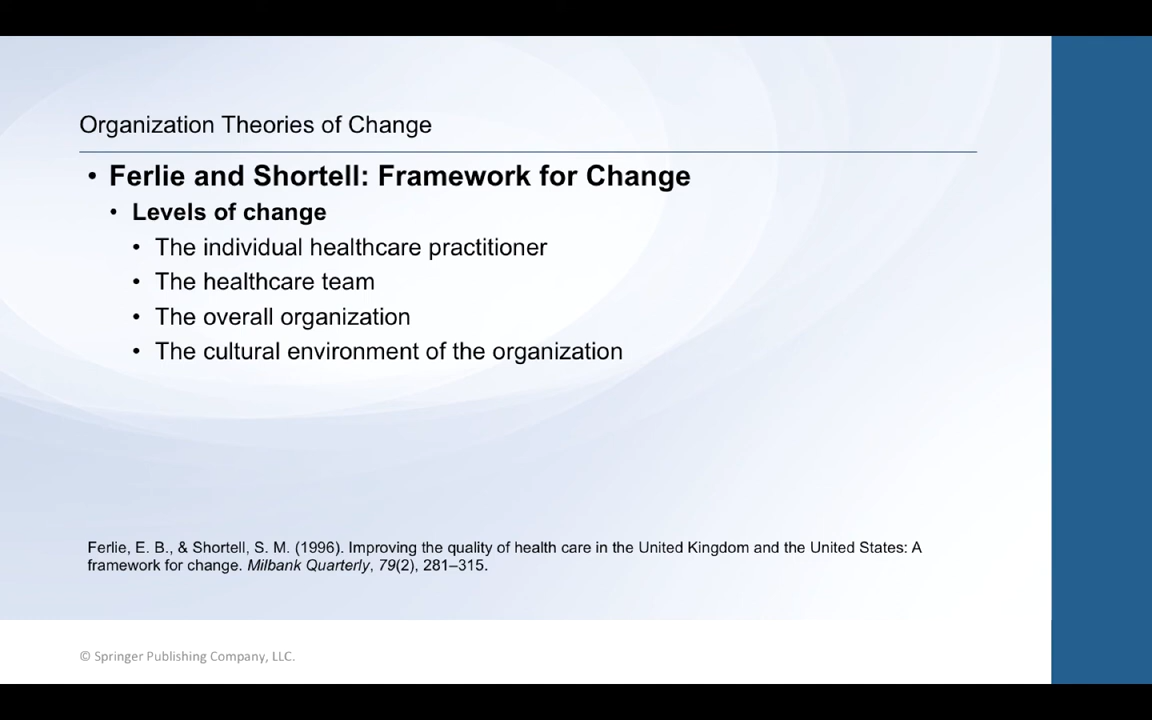 Organization Theories of Change
• Ferlie and Shortell: Framework for Change
• Levels of change
• The individual healthcare practitioner
• The healthcare team
• The overall organization
• The cultural environment of the organization
Ferlie, E. B., & Shortell, S. M. (1996). Improving the quality of health care in the United Kingdom and the United States: A
framework for change. Milbank Quarterly, 79(2), 281–315.
© Springer Publishing Company, LLC.